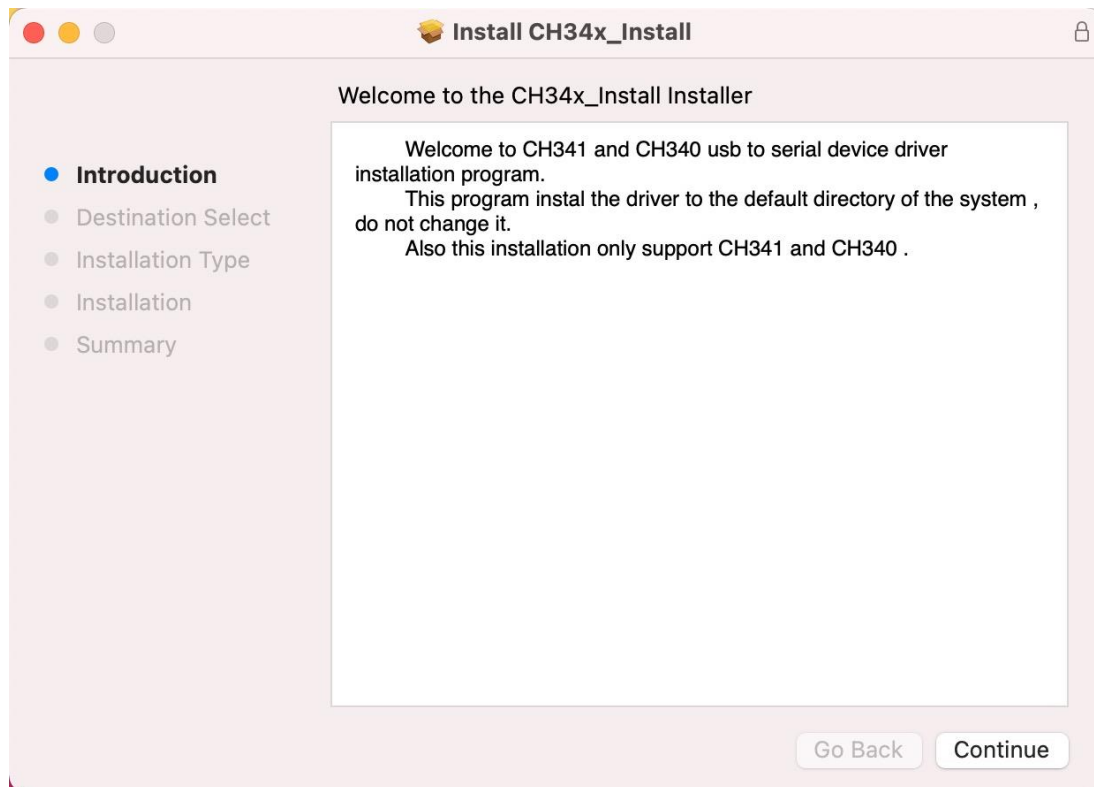 Install CH34x_Install
Welcome to the CH34x_Install Installer
Introduction
Destination Select
Installation Type
Installation
Summary
Welcome to CH341 and CH340 usb to serial device driver
installation program.
This program instal the driver to the default directory of the system ,
do not change it.
Also this installation only support CH341 and CH340 .
Go Back
Continue